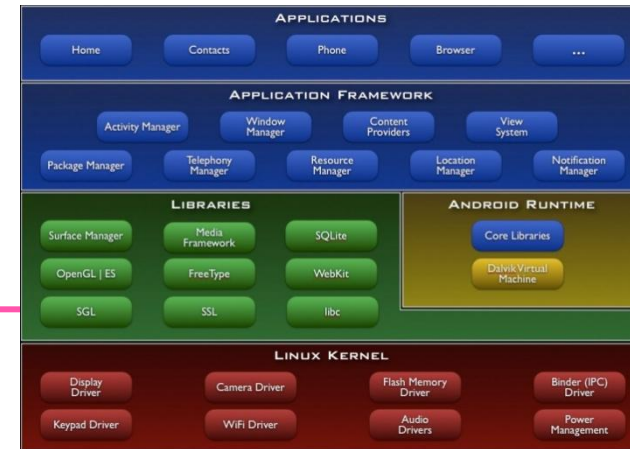 APPLICATIONS
Home Contacts Phone Browser ...
APPLICATION FRAMEWORK
Activity Manager Window Manager Content Providers View System
Package Manager Telephony Manager Resource Manager Location Manager Notification Manager
LIBRARIES
Surface Manager Media Framework SQLite
OpenGL | ES FreeType WebKit
SGL SSL libc
ANDROID RUNTIME
Core Libraries
Dalvik Virtual Machine
LINUX KERNEL
Display Driver Camera Driver Flash Memory Driver Binder (IPC) Driver
Keypad Driver WiFi Driver Audio Drivers Power Management